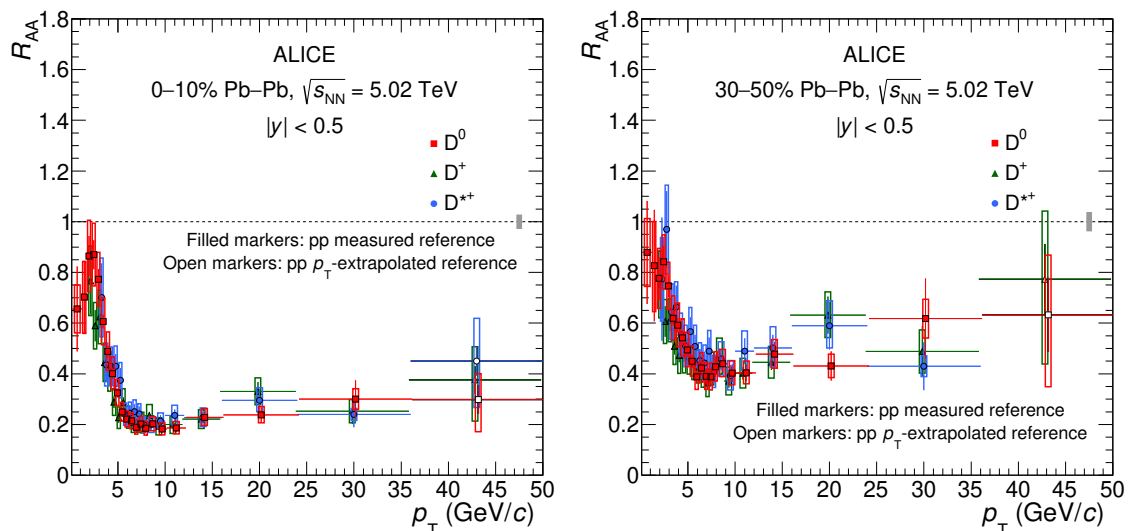 R_AA
1.8
1.6
1.4
1.2
1
0.8
0.6
0.4
0.2
0
ALICE
0–10% Pb–Pb, √s_NN = 5.02 TeV
|y| < 0.5
D⁰
D⁺
D*⁺
Filled markers: pp measured reference
Open markers: pp p_T-extrapolated reference
5 10 15 20 25 30 35 40 45 50
p_T (GeV/c)
R_AA
1.8
1.6
1.4
1.2
1
0.8
0.6
0.4
0.2
0
ALICE
30–50% Pb–Pb, √s_NN = 5.02 TeV
|y| < 0.5
D⁰
D⁺
D*⁺
Filled markers: pp measured reference
Open markers: pp p_T-extrapolated reference
5 10 15 20 25 30 35 40 45 50
p_T (GeV/c)